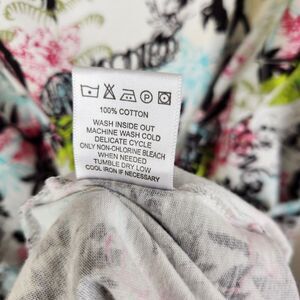 100% COTTON
WASH INSIDE OUT
MACHINE WASH COLD
DELICATE CYCLE
ONLY NON-CHLORINE BLEACH
WHEN NEEDED
TUMBLE DRY LOW
COOL IRON IF NECESSARY